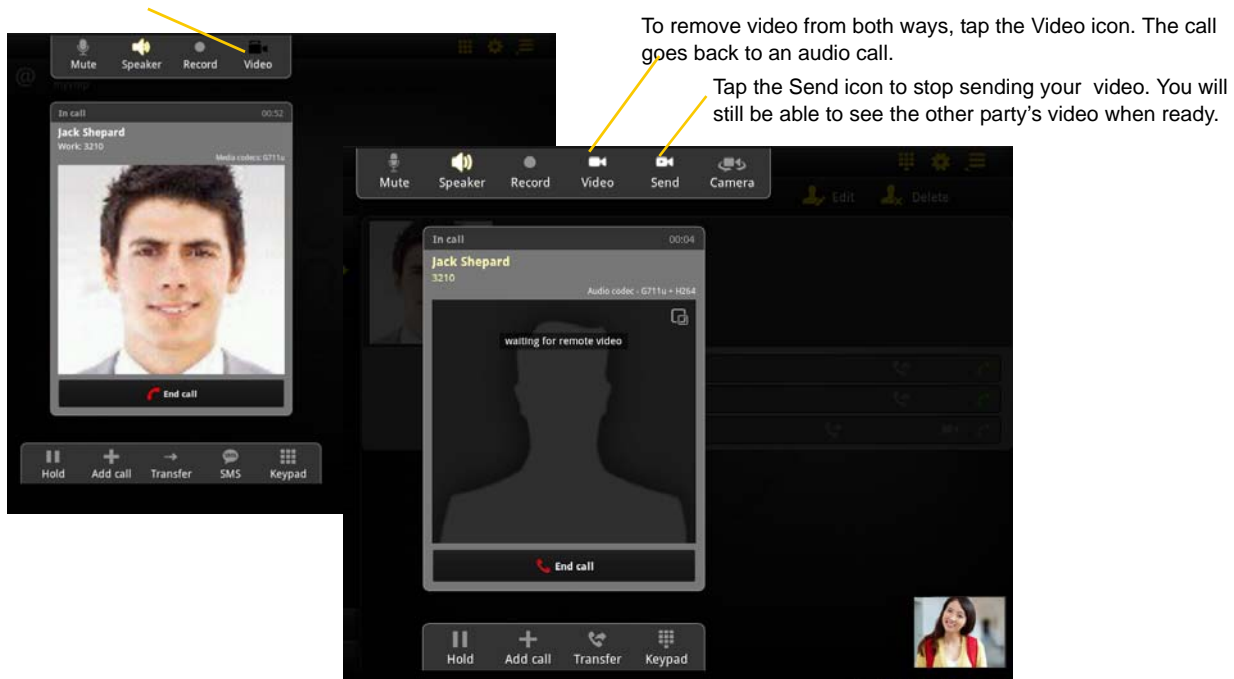 To remove video from both ways, tap the Video icon. The call
goes back to an audio call.
Tap the Send icon to stop sending your  video. You will
still be able to see the other party’s video when ready.
Mute Speaker Record Video
In call 00:52
Jack Shepard
Work: 3210
Media codecs: G711u
End call
Hold Add call Transfer SMS Keypad
Mute Speaker Record Video Send Camera
Edit Delete
In call 00:04
Jack Shepard
3210
Audio codec - G711u + H264
waiting for remote video
End call
Hold Add call Transfer Keypad